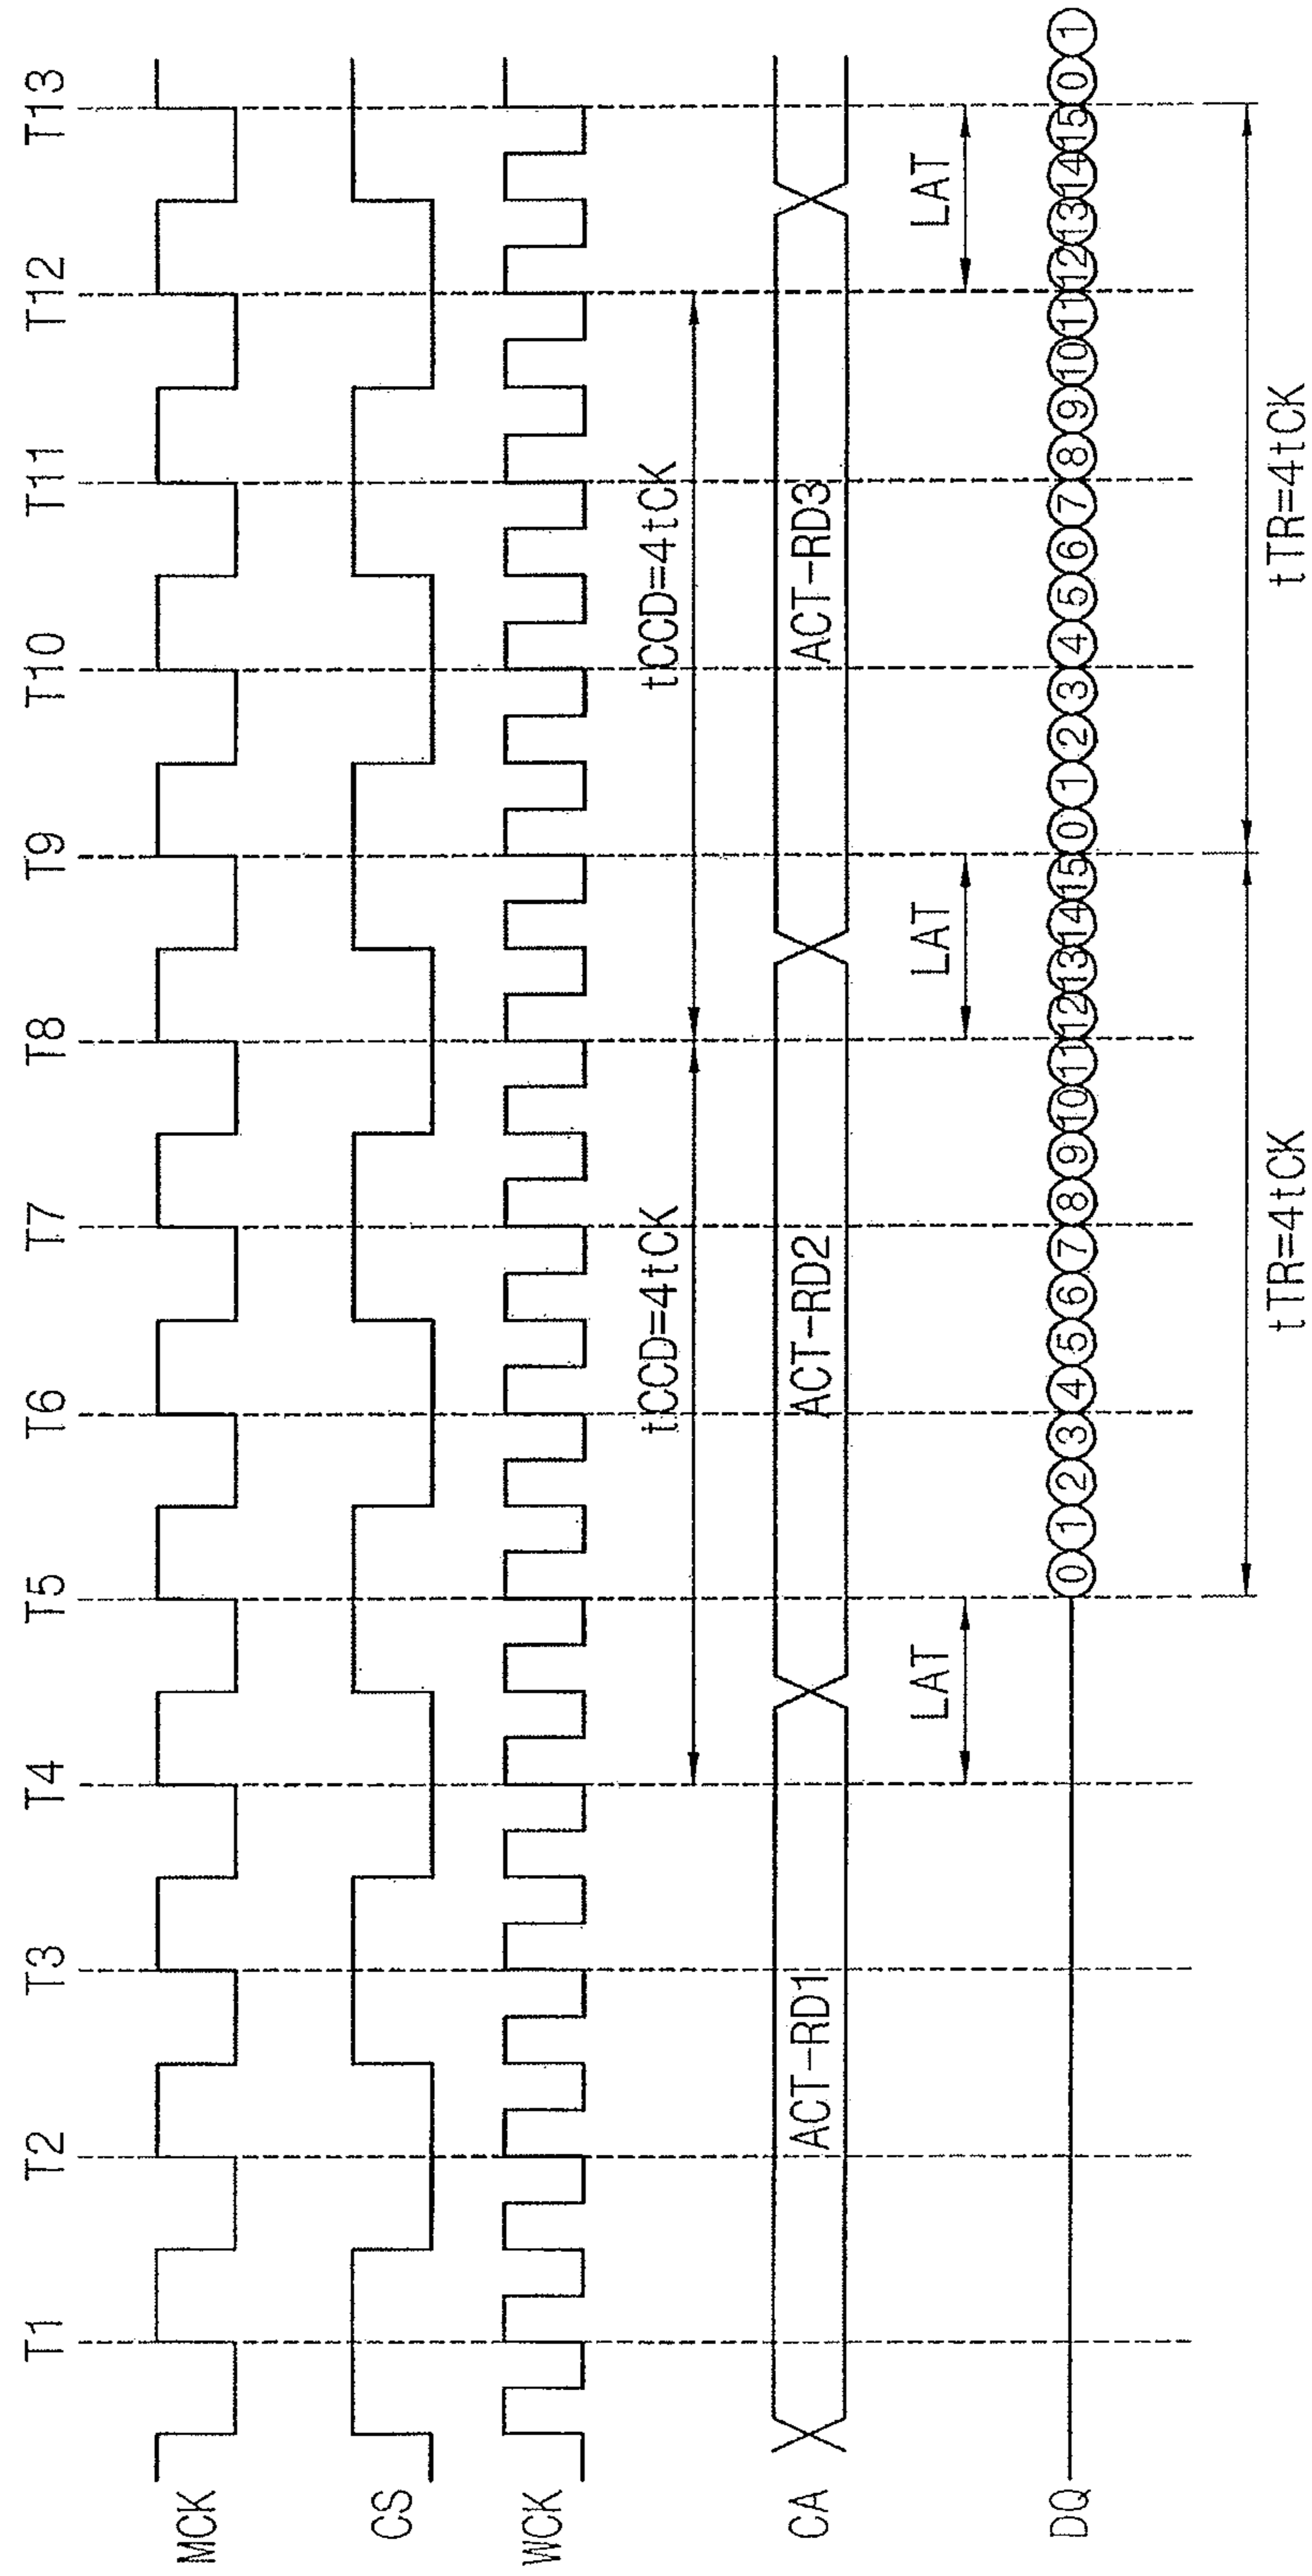 T1 T2 T3 T4 T5 T6 T7 T8 T9 T10 T11 T12 T13
MCK
CS
WCK
tCCD=4tCK tCCD=4tCK
CA ACT-RD1 ACT-RD2 ACT-RD3
LAT LAT LAT
DQ 0 1 2 3 4 5 6 7 8 9 10 11 12 13 14 15 0 1 2 3 4 5 6 7 8 9 10 11 12 13 14 15 0 1
tTR=4tCK tTR=4tCK